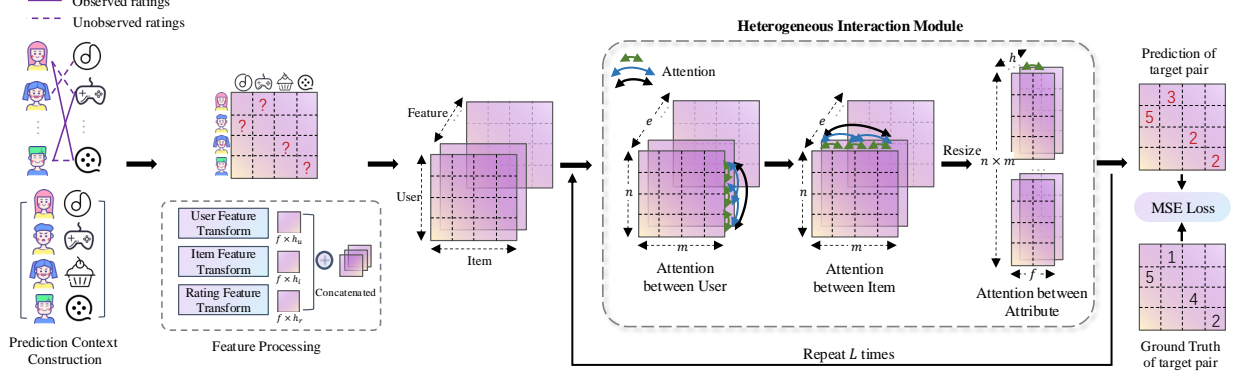 Observed ratings
Unobserved ratings
Prediction Context
Construction
?
?
?
?
User Feature
Transform
f × h_u
Item Feature
Transform
f × h_i
Rating Feature
Transform
f × h_r
Concatenated
Feature Processing
Feature
User
Item
Heterogeneous Interaction Module
Attention
e
n
m
Attention
between User
e
n
m
Attention
between Item
Resize
h
n × m
f
Attention between
Attribute
Repeat L times
Prediction of
target pair
3
5
2
2
MSE Loss
1
5
4
2
Ground Truth
of target pair